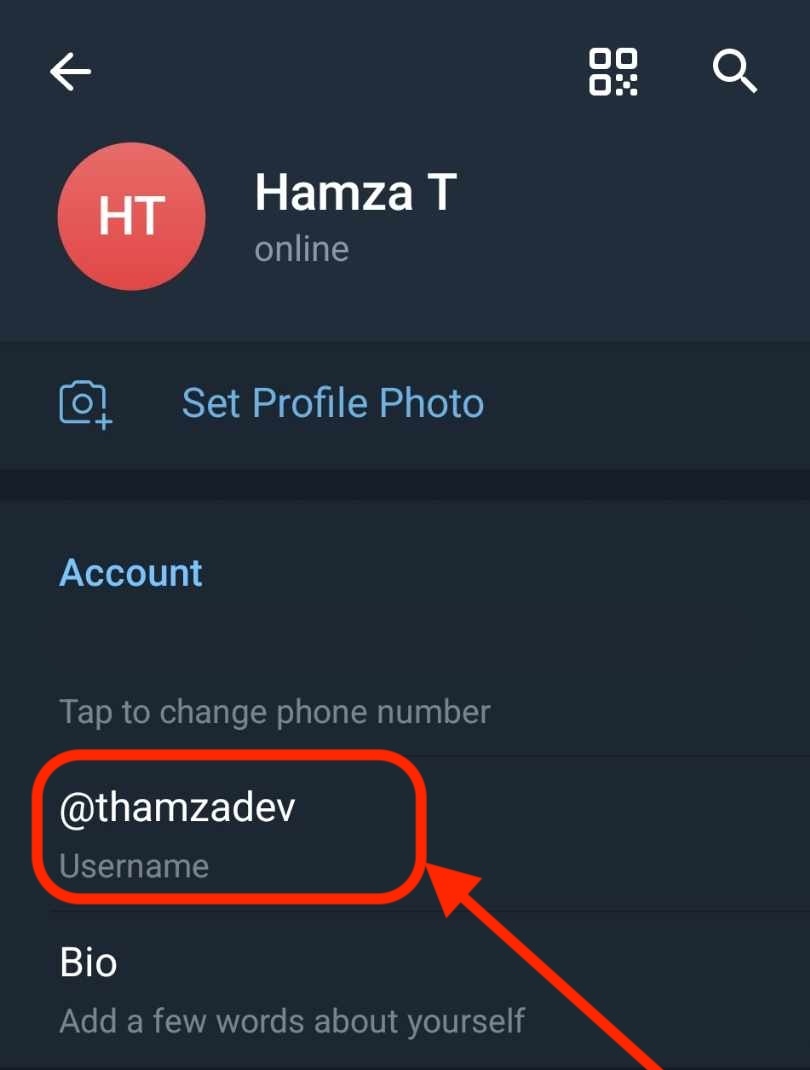 HT
Hamza T
online
Set Profile Photo
Account
Tap to change phone number
@thamzadev
Username
Bio
Add a few words about yourself